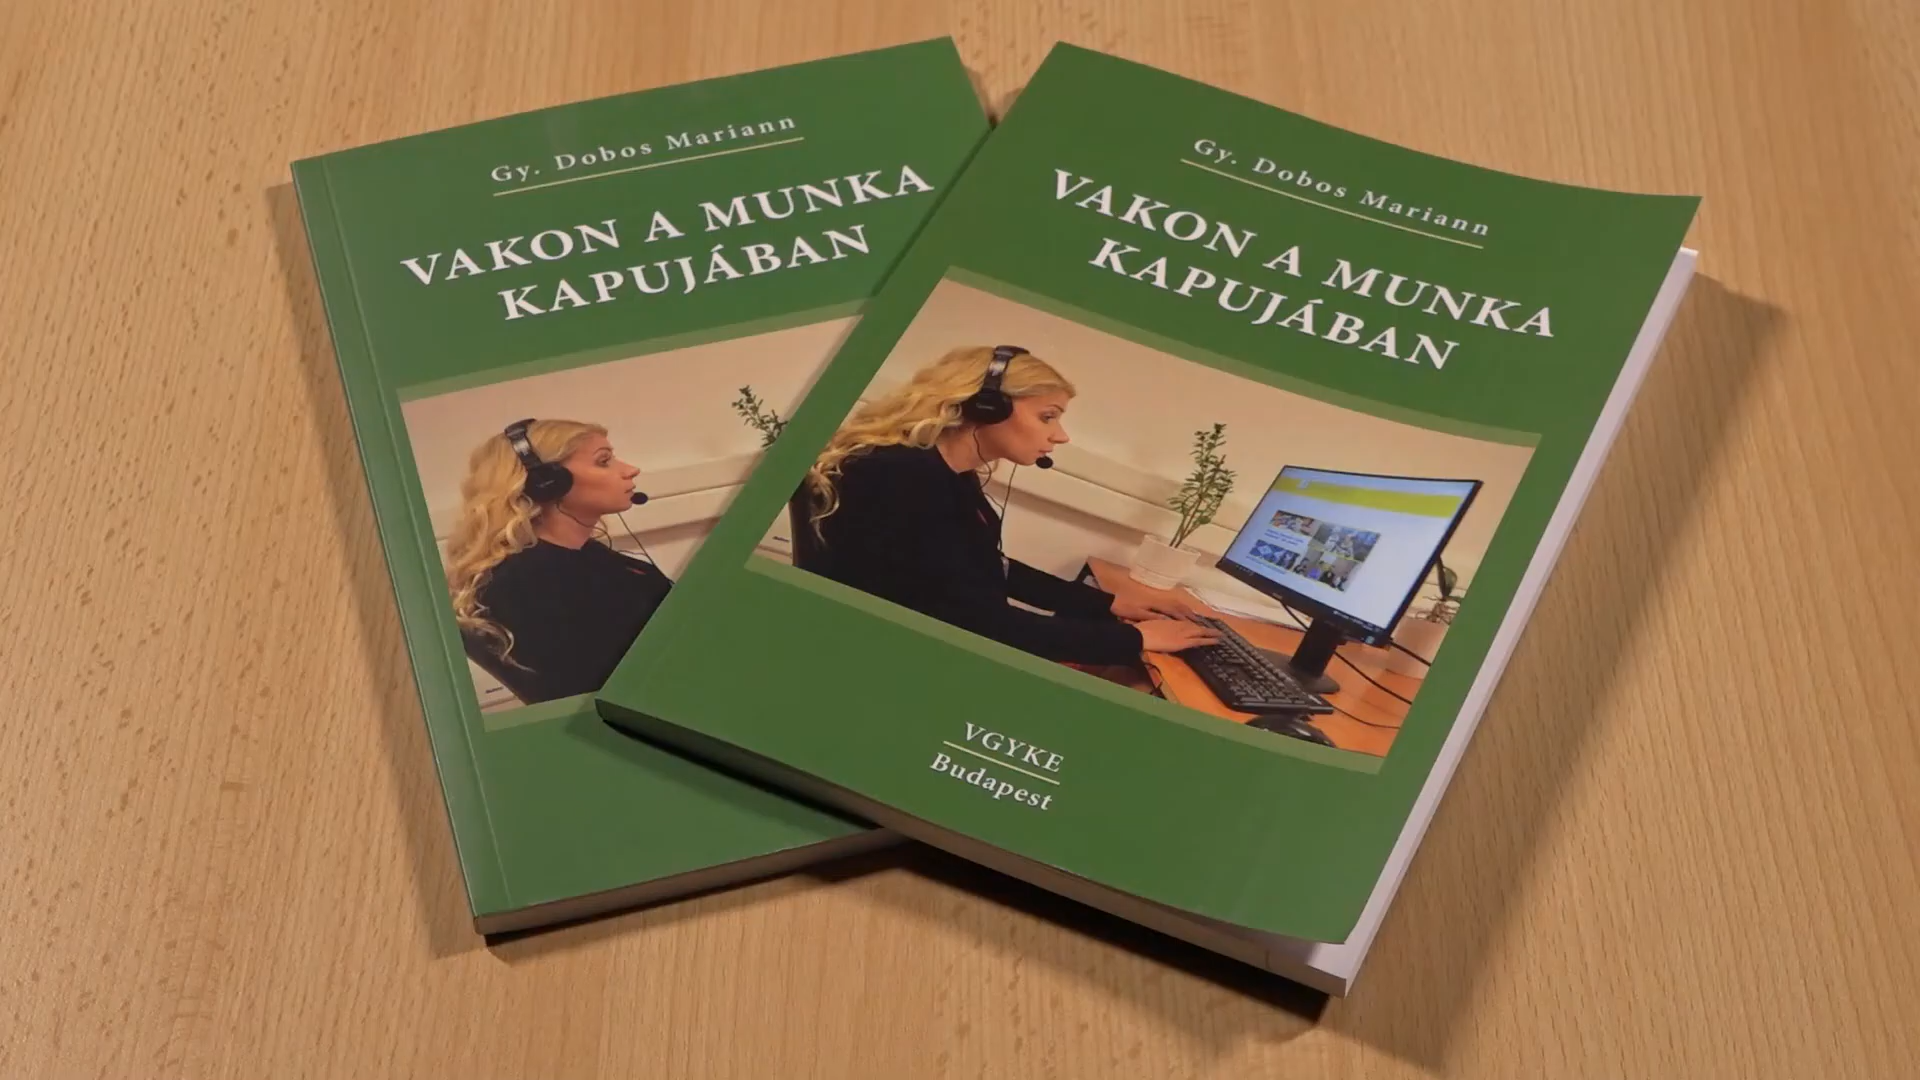 Gy. Dobos Mariann
VAKON A MUNKA
KAPUJÁBAN
Gy. Dobos Mariann
VAKON A MUNKA
KAPUJÁBAN
VGYKE
Budapest